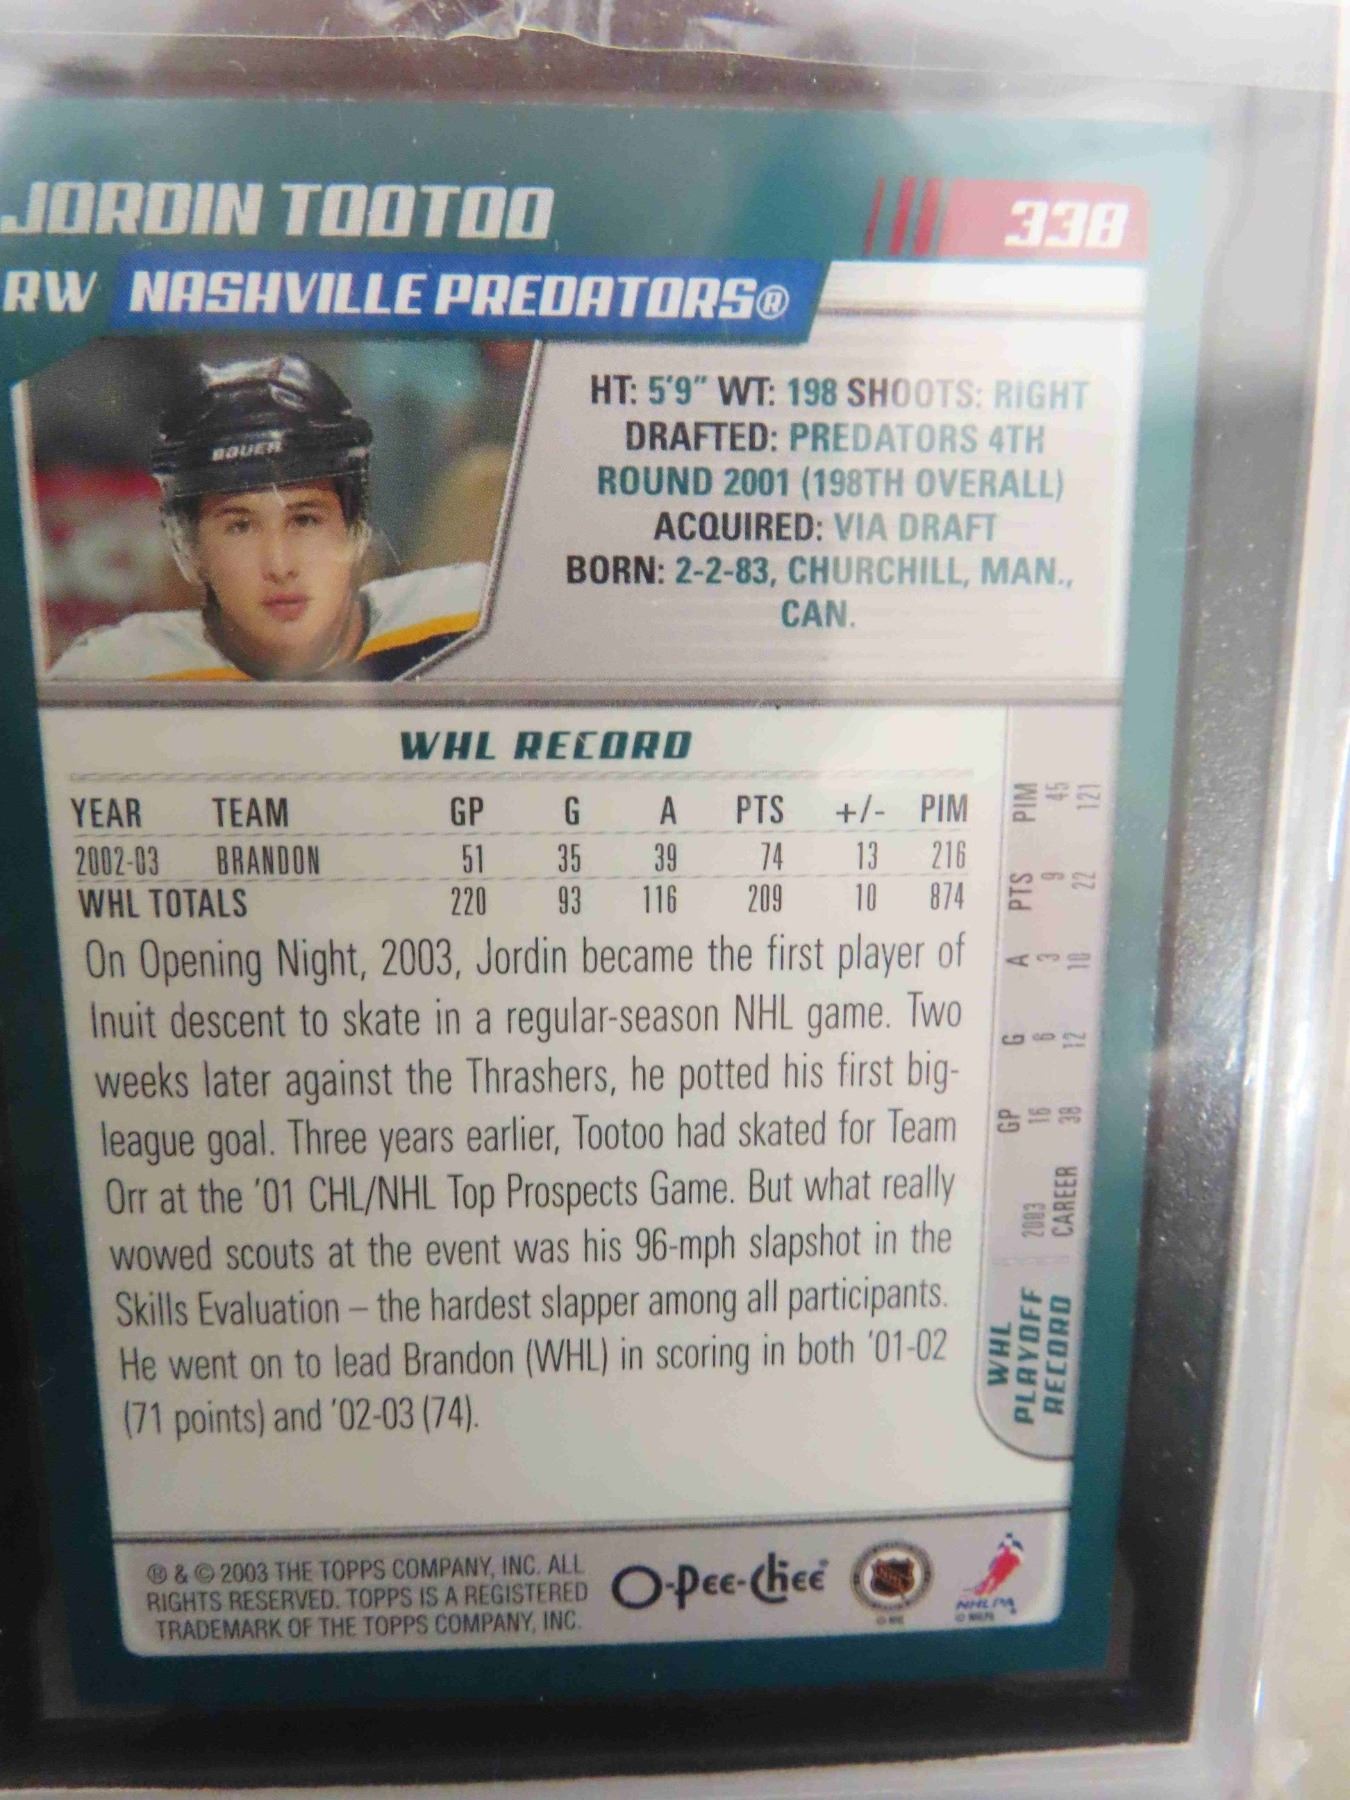 JORDIN TOOTOO
338
RW NASHVILLE PREDATORS®
BAUER
HT: 5'9" WT: 198 SHOOTS: RIGHT
DRAFTED: PREDATORS 4TH
ROUND 2001 (198TH OVERALL)
ACQUIRED: VIA DRAFT
BORN: 2-2-83, CHURCHILL, MAN.,
CAN.
WHL RECORD
YEAR TEAM GP G A PTS +/- PIM
2002-03 BRANDON 51 35 39 74 13 216
WHL TOTALS 220 93 116 209 10 874
On Opening Night, 2003, Jordin became the first player of
Inuit descent to skate in a regular-season NHL game. Two
weeks later against the Thrashers, he potted his first big-
league goal. Three years earlier, Tootoo had skated for Team
Orr at the '01 CHL/NHL Top Prospects Game. But what really
wowed scouts at the event was his 96-mph slapshot in the
Skills Evaluation – the hardest slapper among all participants.
He went on to lead Brandon (WHL) in scoring in both '01-02
(71 points) and '02-03 (74).
WHL
PLAYOFF
RECORD
GP G A PTS PIM
2003 16 6 3 9 45
CAREER 38 12 10 22 121
® & © 2003 THE TOPPS COMPANY, INC. ALL
RIGHTS RESERVED. TOPPS IS A REGISTERED
TRADEMARK OF THE TOPPS COMPANY, INC.
O-Pee-Chee®
NHL
© NHL
NHLPA®
© NHLPA